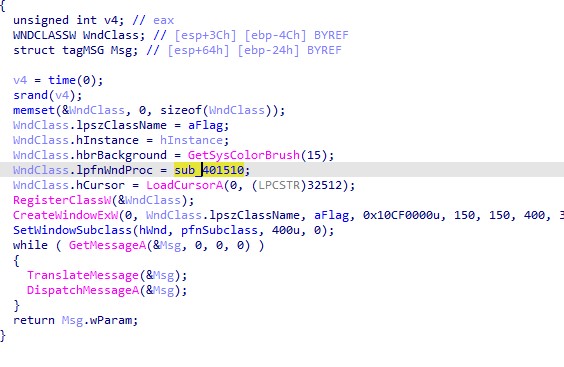 {
unsigned int v4; // eax
WNDCLASSW WndClass; // [esp+3Ch] [ebp-4Ch] BYREF
struct tagMSG Msg; // [esp+64h] [ebp-24h] BYREF
v4 = time(0);
srand(v4);
memset(&WndClass, 0, sizeof(WndClass));
WndClass.lpszClassName = aFlag;
WndClass.hInstance = hInstance;
WndClass.hbrBackground = GetSysColorBrush(15);
WndClass.lpfnWndProc = sub_401510;
WndClass.hCursor = LoadCursorA(0, (LPCSTR)32512);
RegisterClassW(&WndClass);
CreateWindowExW(0, WndClass.lpszClassName, aFlag, 0x10CF0000u, 150, 150, 400, 3
SetWindowSubclass(hWnd, pfnSubclass, 400u, 0);
while ( GetMessageA(&Msg, 0, 0, 0) )
{
TranslateMessage(&Msg);
DispatchMessageA(&Msg);
}
return Msg.wParam;
}